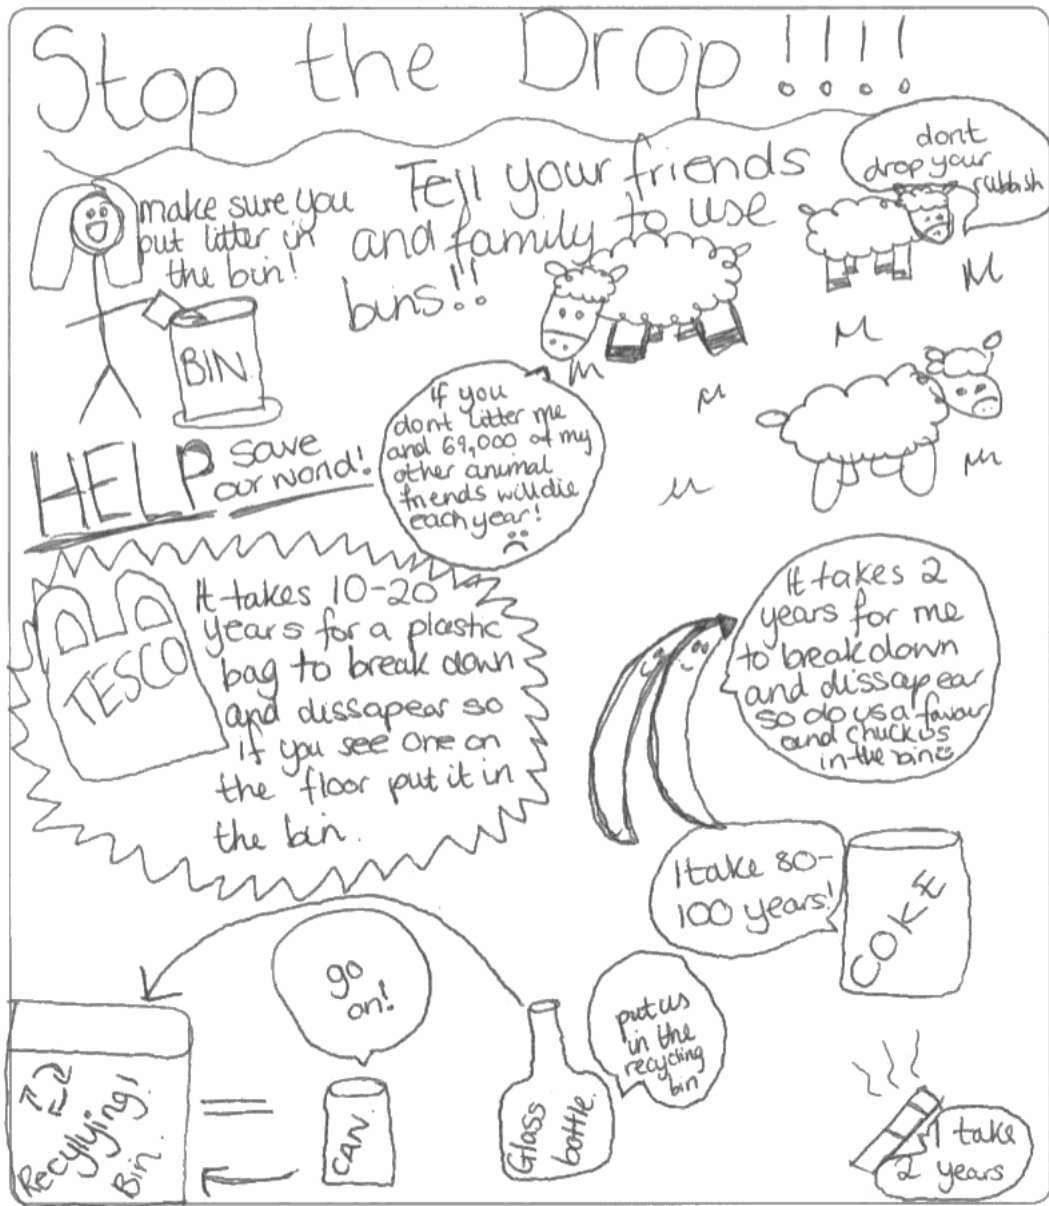 Stop the Drop !!!!
dont
drop your
rubbish
make sure you
put litter in
the bin!
Tell your friends
and family to use
bins!!
BIN
HELP save
our world!
If you
dont litter me
and 69,000 of my
other animal
friends will die
each year!
TESCO
It takes 10-20
years for a plastic
bag to break down
and dissapear so
if you see one on
the floor put it in
the bin.
It takes 2
years for me
to break down
and dissapear
so do us a favour
and chuck us
in the bin
I take 80-
100 years!
COKE
go
on!
put us
in the
recycling
bin
Recyllying!
Bin.
CAN.
Glass
bottle.
I take
2 years